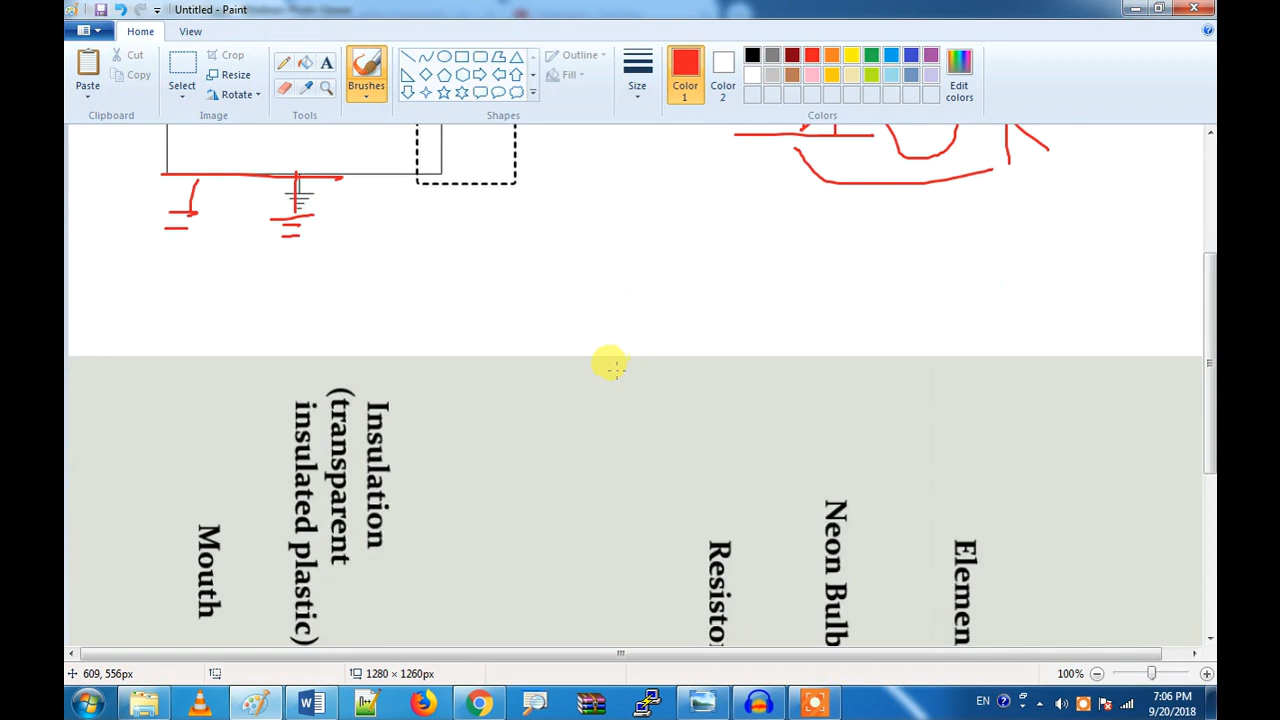 Untitled - Paint
Home
View
Paste
Cut
Copy
Clipboard
Select
Crop
Resize
Rotate
Image
A
Tools
Brushes
Outline
Fill
Shapes
Size
Color
1
Color
2
Edit
colors
Colors
Insulation
(transparent
insulated plastic)
Mouth
Resisto
Neon Bulb
Elemen
609, 556px
1280 × 1260px
100%
EN
7:06 PM
9/20/2018